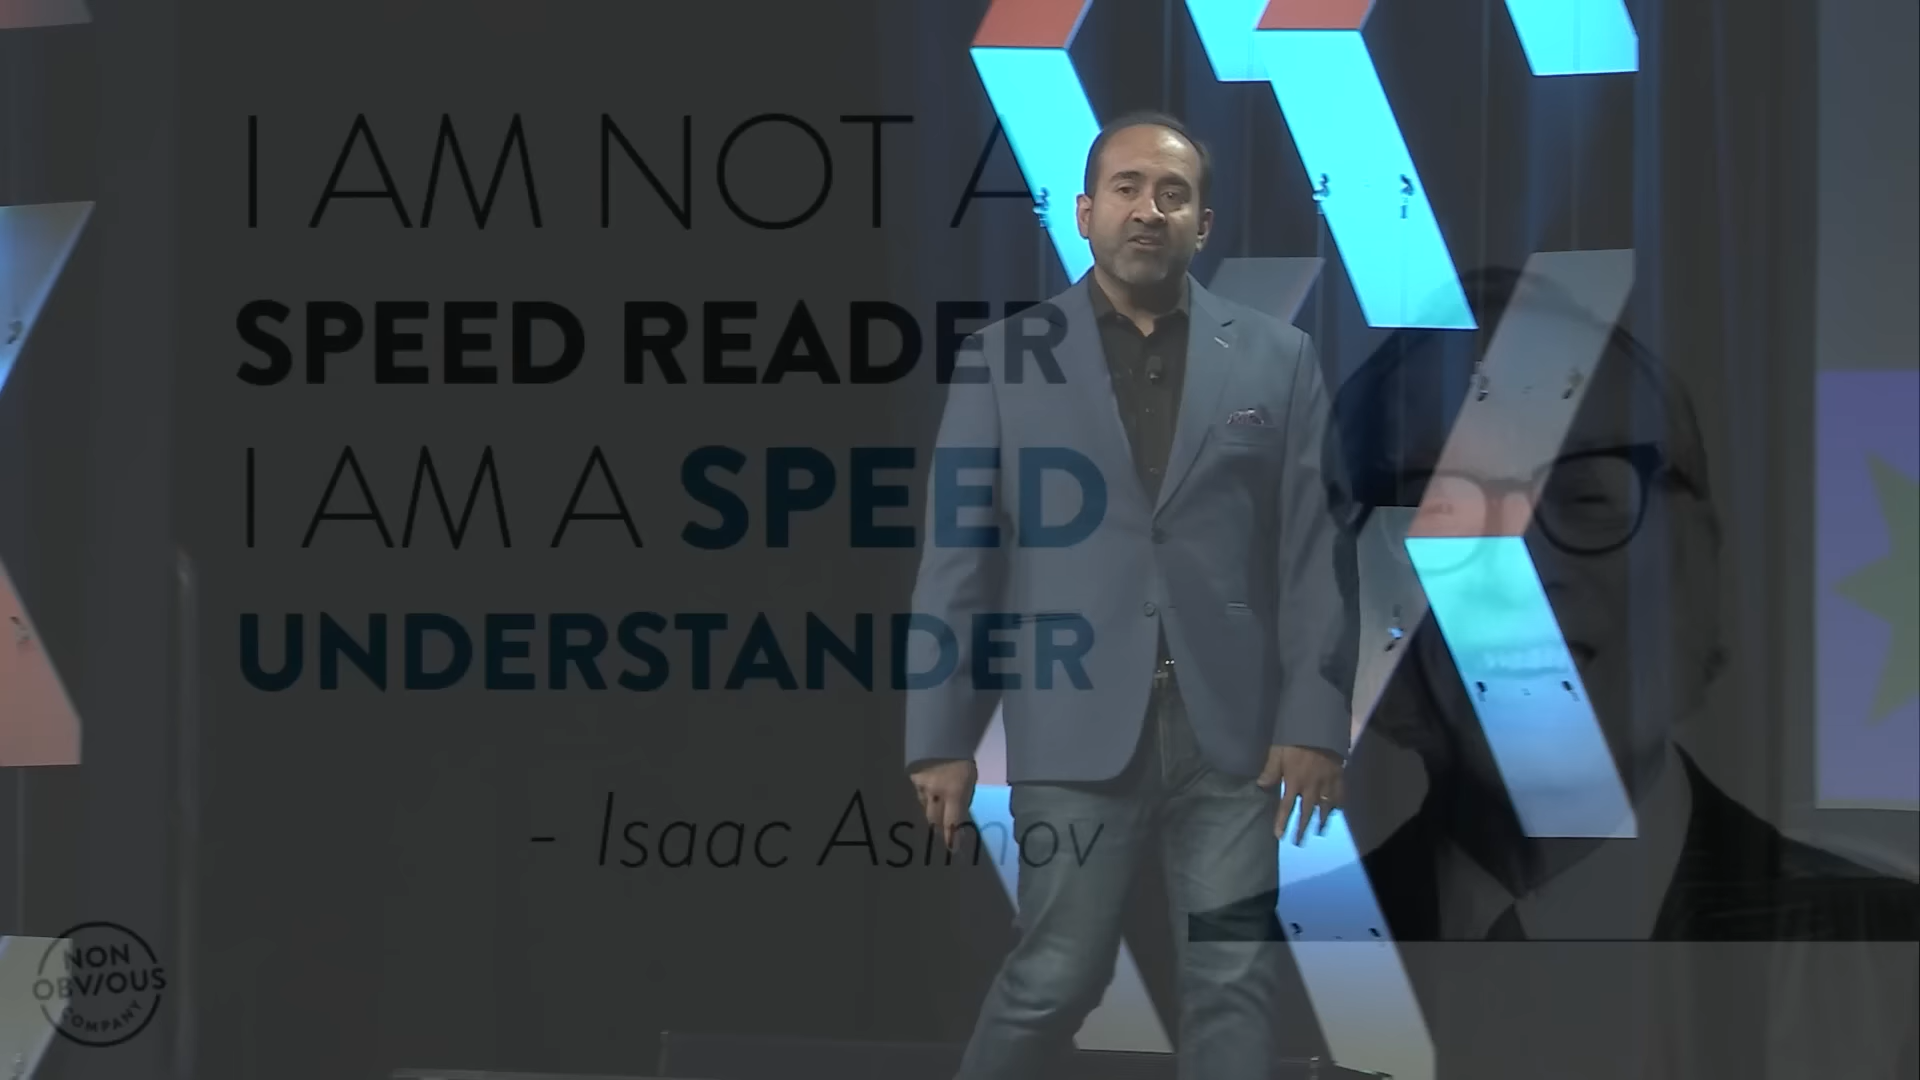 I AM NOT A
SPEED READER
I AM A SPEED
UNDERSTANDER
- Isaac Asimov
NON
OBVIOUS
COMPANY